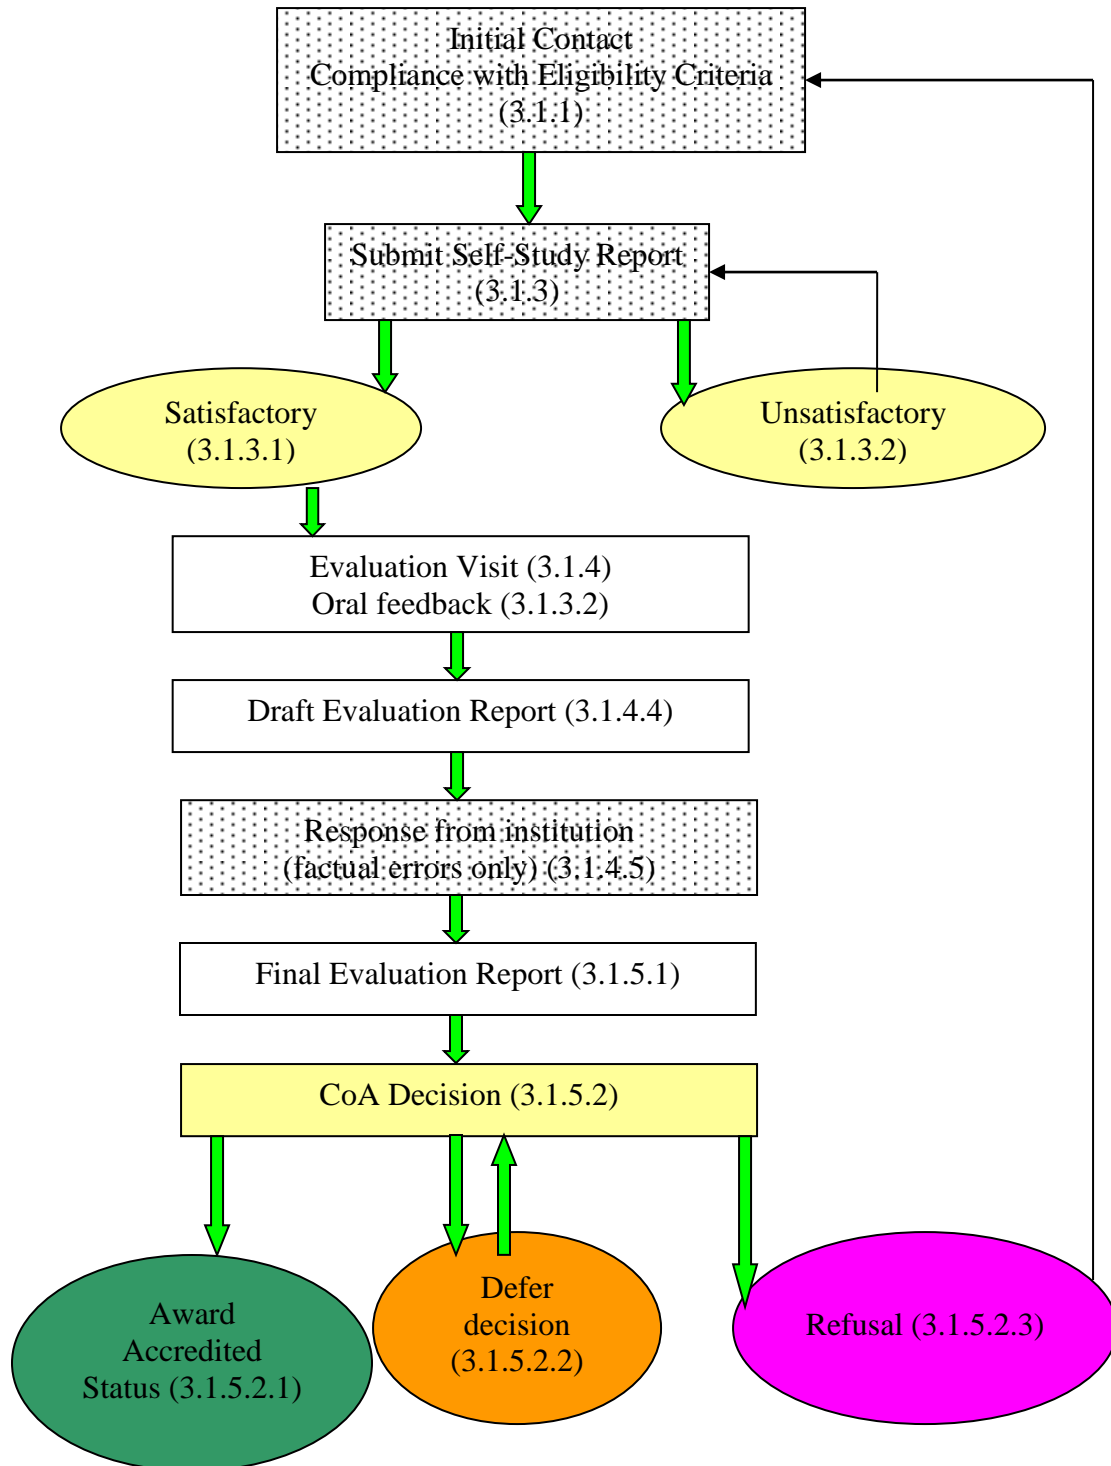 Initial Contact
Compliance with Eligibility Criteria
(3.1.1)
Submit Self-Study Report
(3.1.3)
Satisfactory
(3.1.3.1)
Unsatisfactory
(3.1.3.2)
Evaluation Visit (3.1.4)
Oral feedback (3.1.3.2)
Draft Evaluation Report (3.1.4.4)
Response from institution
(factual errors only) (3.1.4.5)
Final Evaluation Report (3.1.5.1)
CoA Decision (3.1.5.2)
Award
Accredited
Status (3.1.5.2.1)
Defer
decision
(3.1.5.2.2)
Refusal (3.1.5.2.3)